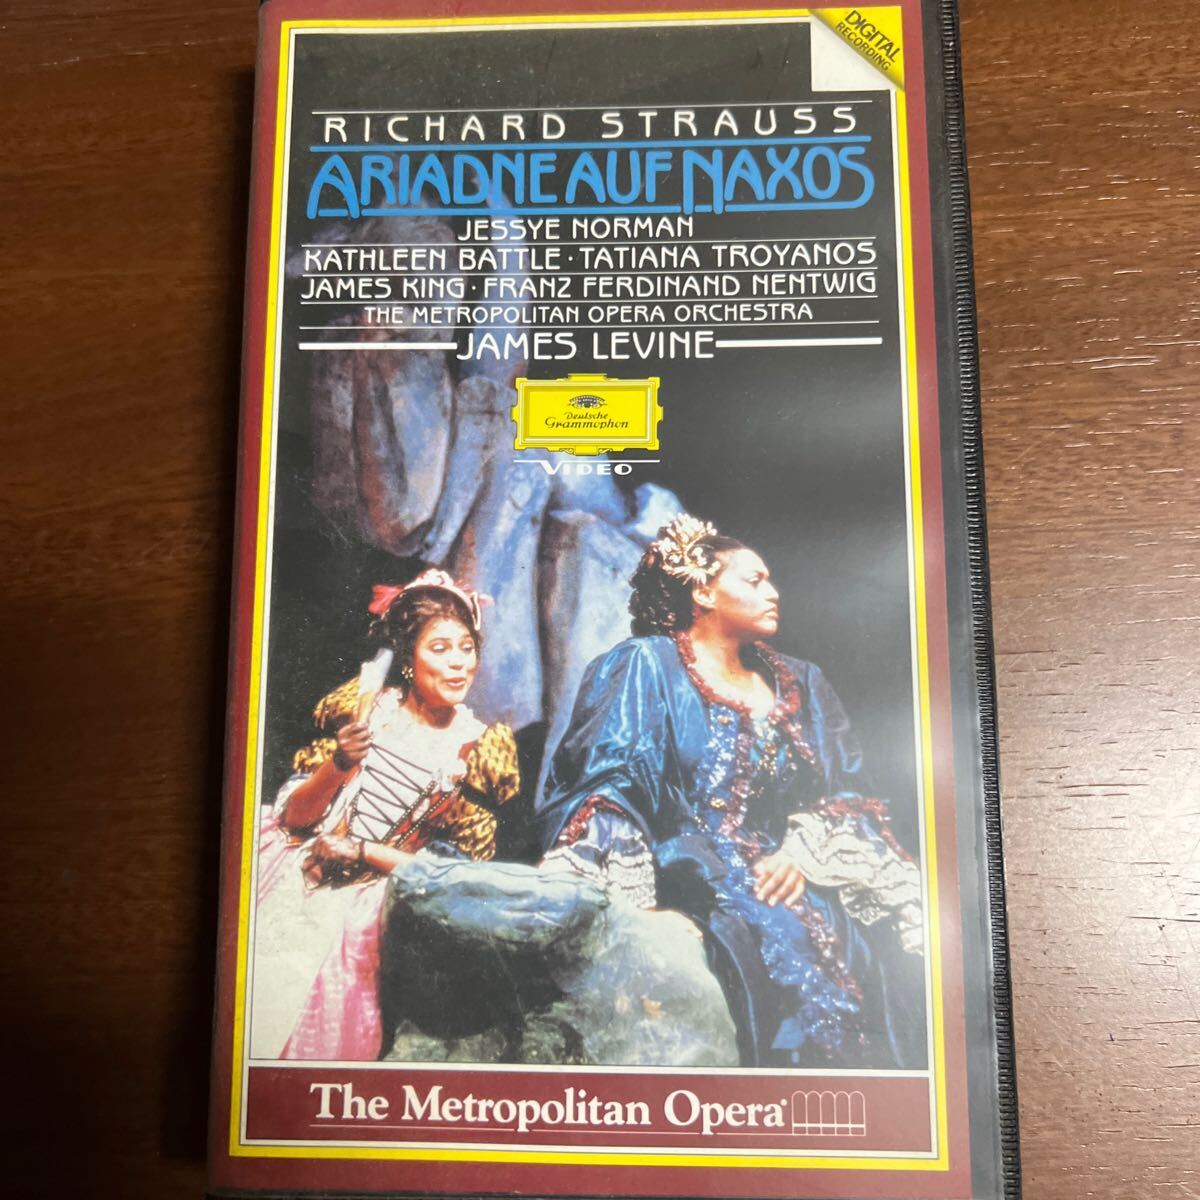 DIGITAL
RECORDING
RICHARD STRAUSS
ARIADNE AUF NAXOS
JESSYE NORMAN
KATHLEEN BATTLE · TATIANA TROYANOS
JAMES KING · FRANZ FERDINAND NENTWIG
THE METROPOLITAN OPERA ORCHESTRA
JAMES LEVINE
Deutsche
Grammophon
VIDEO
The Metropolitan Opera